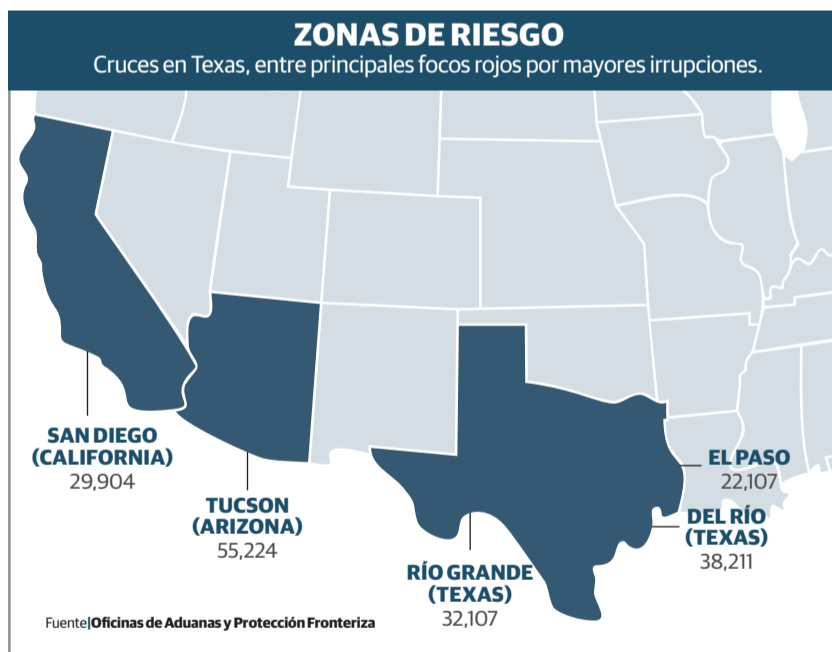 ZONAS DE RIESGO
Cruces en Texas, entre principales focos rojos por mayores irrupciones.
SAN DIEGO
(CALIFORNIA)
29,904
TUCSON
(ARIZONA)
55,224
RÍO GRANDE
(TEXAS)
32,107
EL PASO
22,107
DEL RÍO
(TEXAS)
38,211
Fuente|Oficinas de Aduanas y Protección Fronteriza